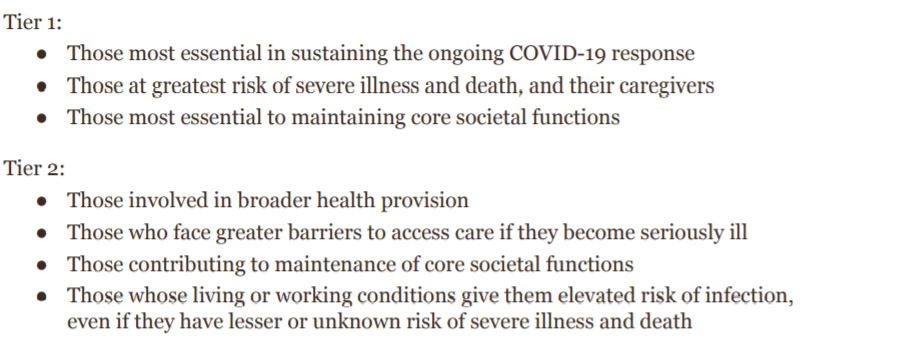 Tier 1:
● Those most essential in sustaining the ongoing COVID-19 response
● Those at greatest risk of severe illness and death, and their caregivers
● Those most essential to maintaining core societal functions
Tier 2:
● Those involved in broader health provision
● Those who face greater barriers to access care if they become seriously ill
● Those contributing to maintenance of core societal functions
● Those whose living or working conditions give them elevated risk of infection,
even if they have lesser or unknown risk of severe illness and death